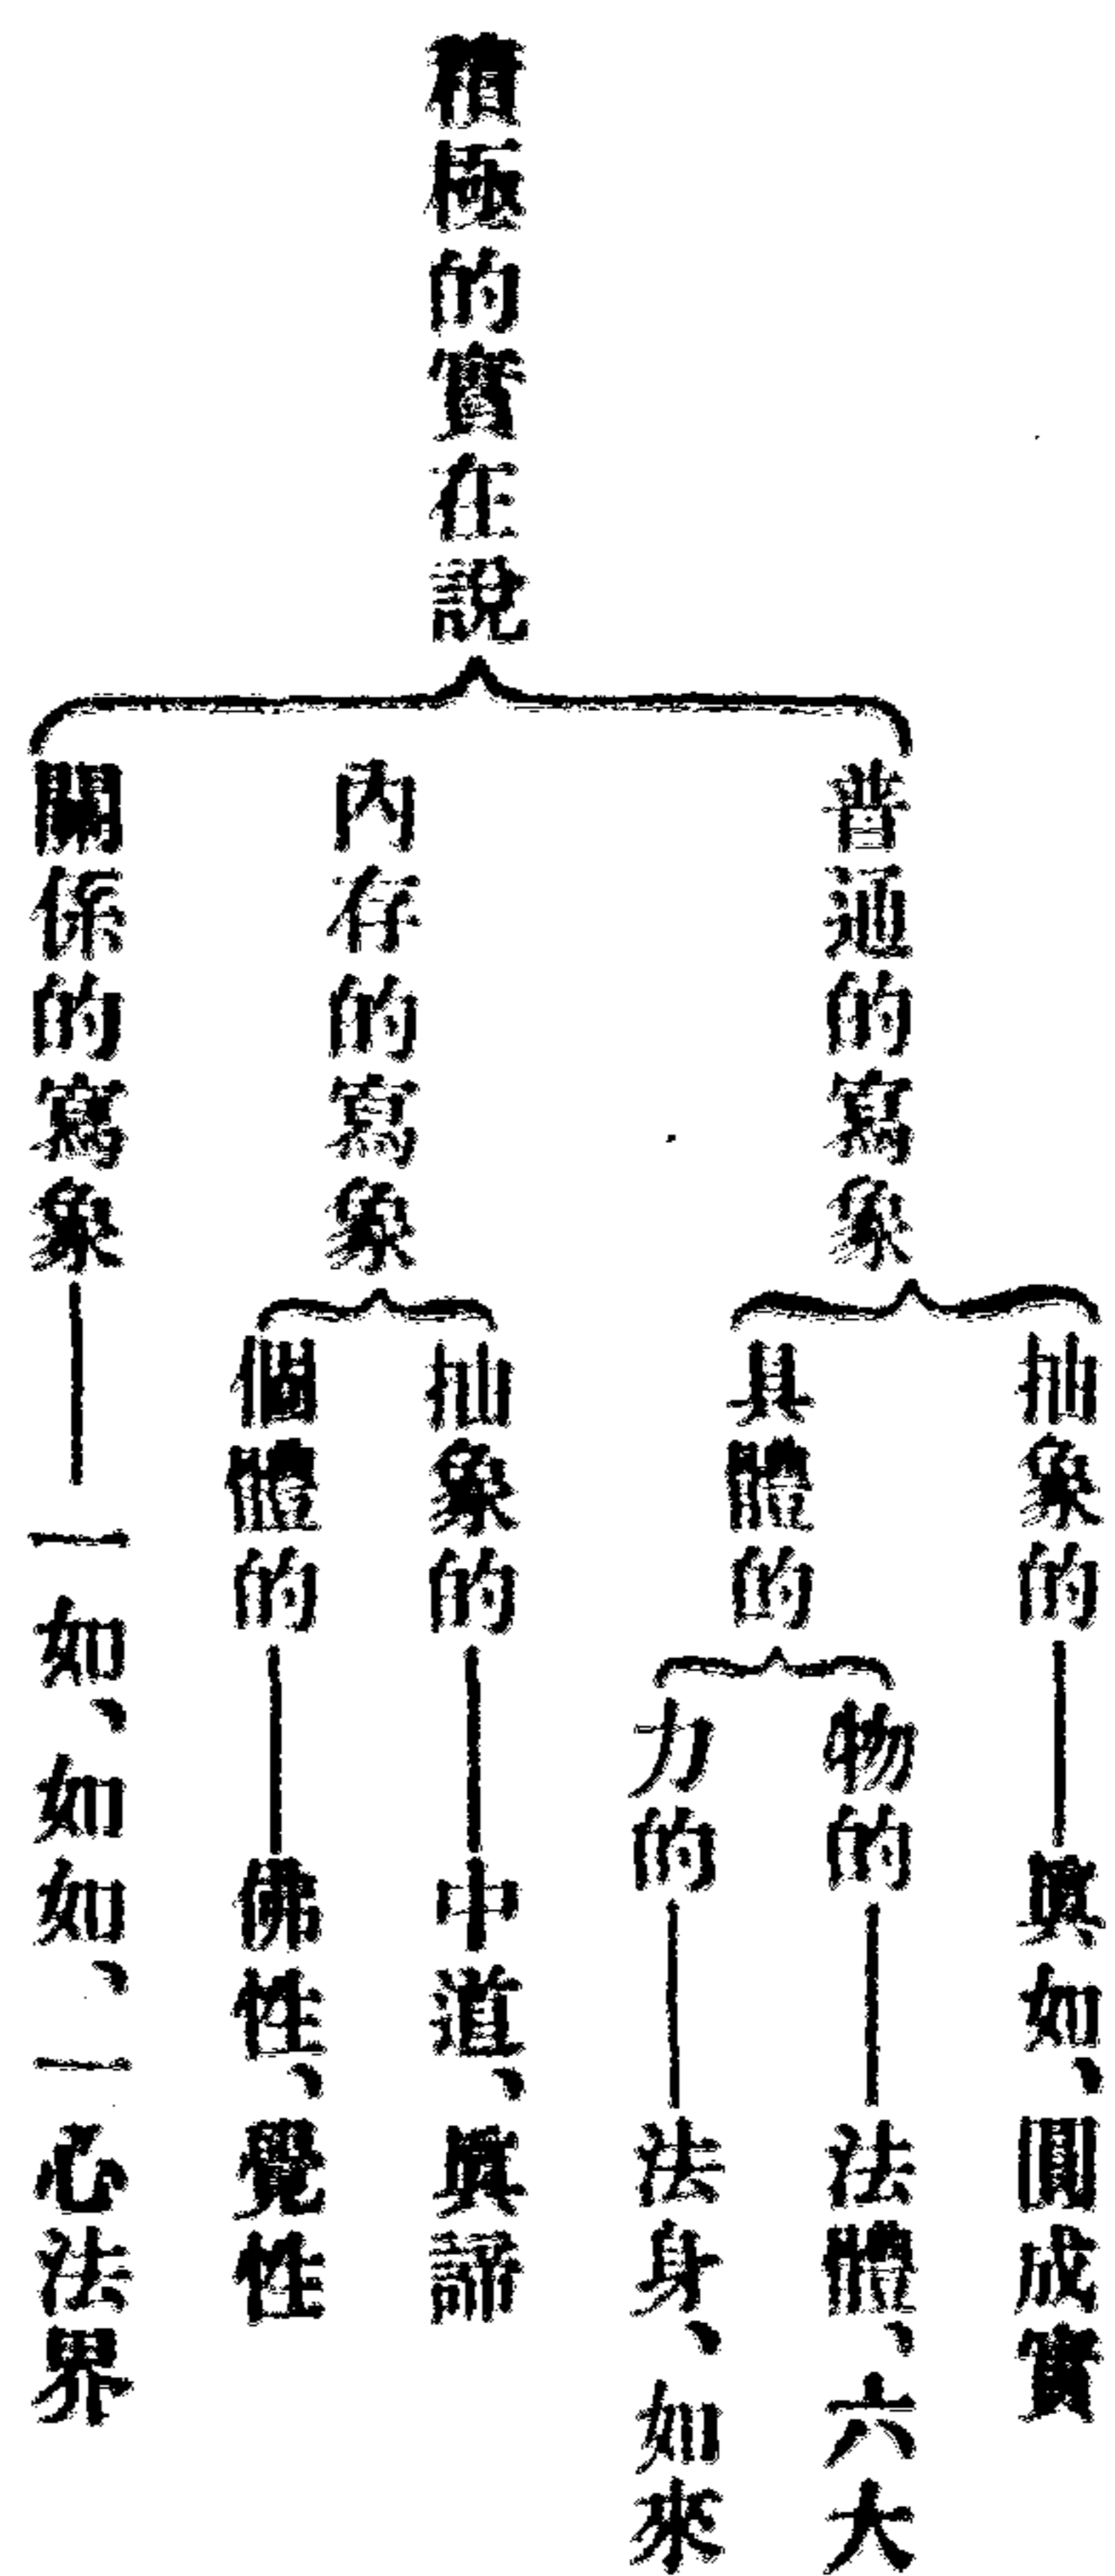 積極的實在說
普通的寫象
抽象的
眞如、圓成實
具體的
物的
法體、六大
力的
法身、如來
內存的寫象
抽象的
中道、眞諦
個體的
佛性、覺性
關係的寫象
一如、如如、一心法界